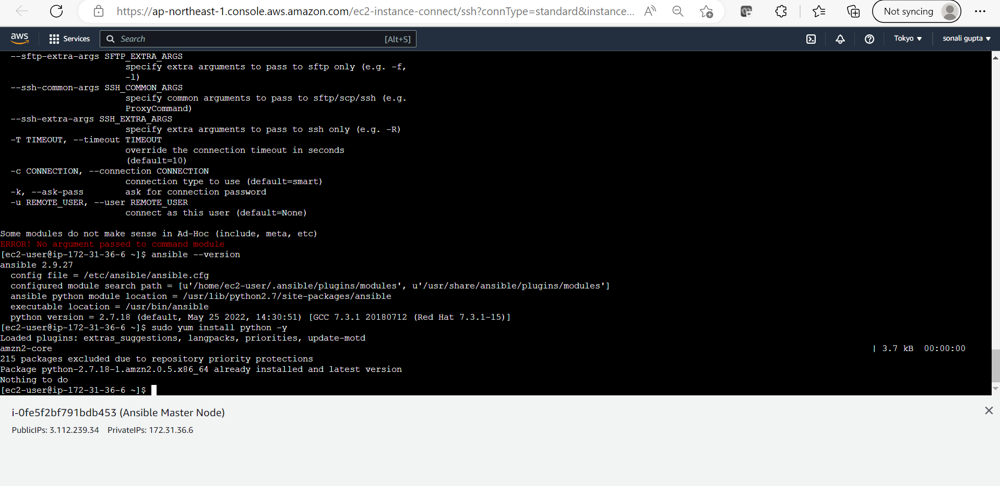 https://ap-northeast-1.console.aws.amazon.com/ec2-instance-connect/ssh?connType=standard&instance...
Not syncing
aws
Services
Search
[Alt+S]
Tokyo
sonali gupta
--sftp-extra-args SFTP_EXTRA_ARGS
specify extra arguments to pass to sftp only (e.g. -f,
-l)
--ssh-common-args SSH_COMMON_ARGS
specify common arguments to pass to sftp/scp/ssh (e.g.
ProxyCommand)
--ssh-extra-args SSH_EXTRA_ARGS
specify extra arguments to pass to ssh only (e.g. -R)
-T TIMEOUT, --timeout TIMEOUT
override the connection timeout in seconds
(default=10)
-c CONNECTION, --connection CONNECTION
connection type to use (default=smart)
-k, --ask-pass ask for connection password
-u REMOTE_USER, --user REMOTE_USER
connect as this user (default=None)
Some modules do not make sense in Ad-Hoc (include, meta, etc)
ERROR! No argument passed to command module
[ec2-user@ip-172-31-36-6 ~]$ ansible --version
ansible 2.9.27
config file = /etc/ansible/ansible.cfg
configured module search path = [u'/home/ec2-user/.ansible/plugins/modules', u'/usr/share/ansible/plugins/modules']
ansible python module location = /usr/lib/python2.7/site-packages/ansible
executable location = /usr/bin/ansible
python version = 2.7.18 (default, May 25 2022, 14:30:51) [GCC 7.3.1 20180712 (Red Hat 7.3.1-15)]
[ec2-user@ip-172-31-36-6 ~]$ sudo yum install python -y
Loaded plugins: extras_suggestions, langpacks, priorities, update-motd
amzn2-core | 3.7 kB 00:00:00
215 packages excluded due to repository priority protections
Package python-2.7.18-1.amzn2.0.5.x86_64 already installed and latest version
Nothing to do
[ec2-user@ip-172-31-36-6 ~]$
i-0fe5f2bf791bdb453 (Ansible Master Node)
PublicIPs: 3.112.239.34 PrivateIPs: 172.31.36.6